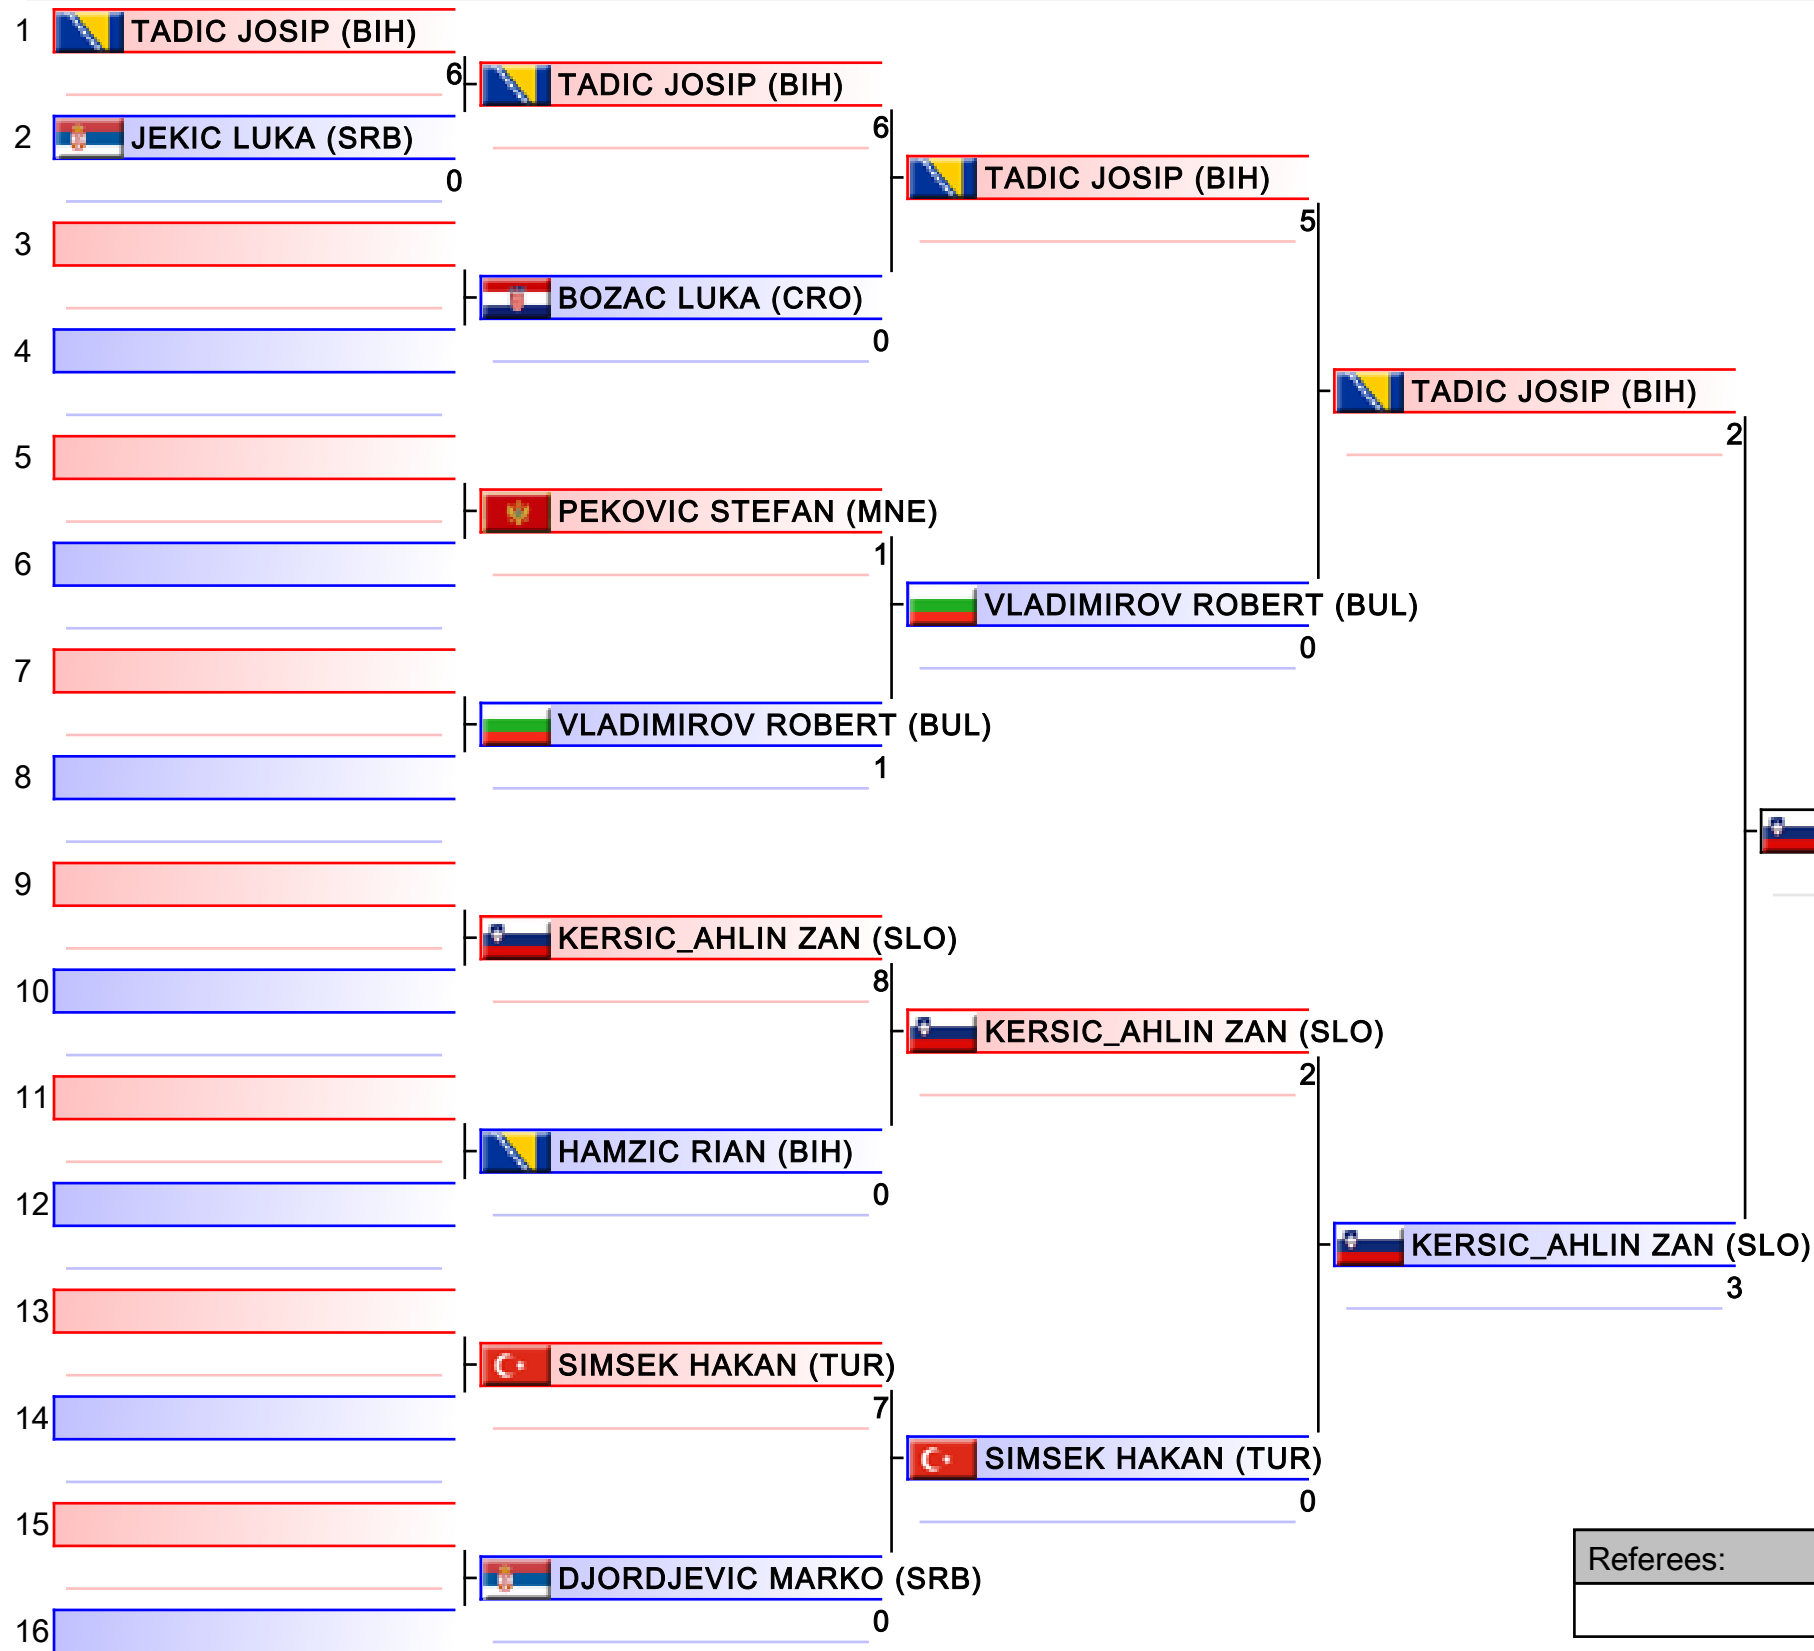 1 TADIC JOSIP (BIH)
6 TADIC JOSIP (BIH)
2 JEKIC LUKA (SRB)
6
0
TADIC JOSIP (BIH)
5
3
BOZAC LUKA (CRO)
0
4
TADIC JOSIP (BIH)
2
5
PEKOVIC STEFAN (MNE)
1
6
VLADIMIROV ROBERT (BUL)
0
7
VLADIMIROV ROBERT (BUL)
1
8
9
KERSIC_AHLIN ZAN (SLO)
8
10
KERSIC_AHLIN ZAN (SLO)
2
11
HAMZIC RIAN (BIH)
0
12
KERSIC_AHLIN ZAN (SLO)
3
13
SIMSEK HAKAN (TUR)
7
14
SIMSEK HAKAN (TUR)
0
15
Referees:
DJORDJEVIC MARKO (SRB)
0
16